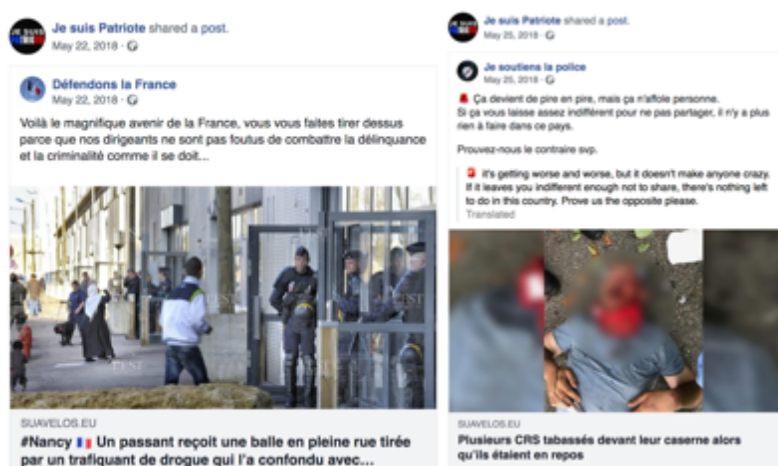 Je suis Patriote shared a post.
May 22, 2018
Défendons la France
May 22, 2018
Voilà le magnifique avenir de la France, vous vous faites tirer dessus
parce que nos dirigeants ne sont pas foutus de combattre la délinquance
et la criminalité comme il se doit...
SUAVELOS.EU
#Nancy 🇫🇷 Un passant reçoit une balle en pleine rue tirée
par un trafiquant de drogue qui l'a confondu avec...
Je suis Patriote shared a post.
May 25, 2018
Je soutiens la police
May 25, 2018
🚨 Ça devient de pire en pire, mais ça n'affole personne.
Si ça vous laisse assez indifférent pour ne pas partager, il n'y a plus
rien à faire dans ce pays.
Prouvez-nous le contraire svp.
🚨 it's getting worse and worse, but it doesn't make anyone crazy.
If it leaves you indifferent enough not to share, there's nothing left
to do in this country. Prove us the opposite please.
Translated
SUAVELOS.EU
Plusieurs CRS tabassés devant leur caserne alors
qu'ils étaient en repos